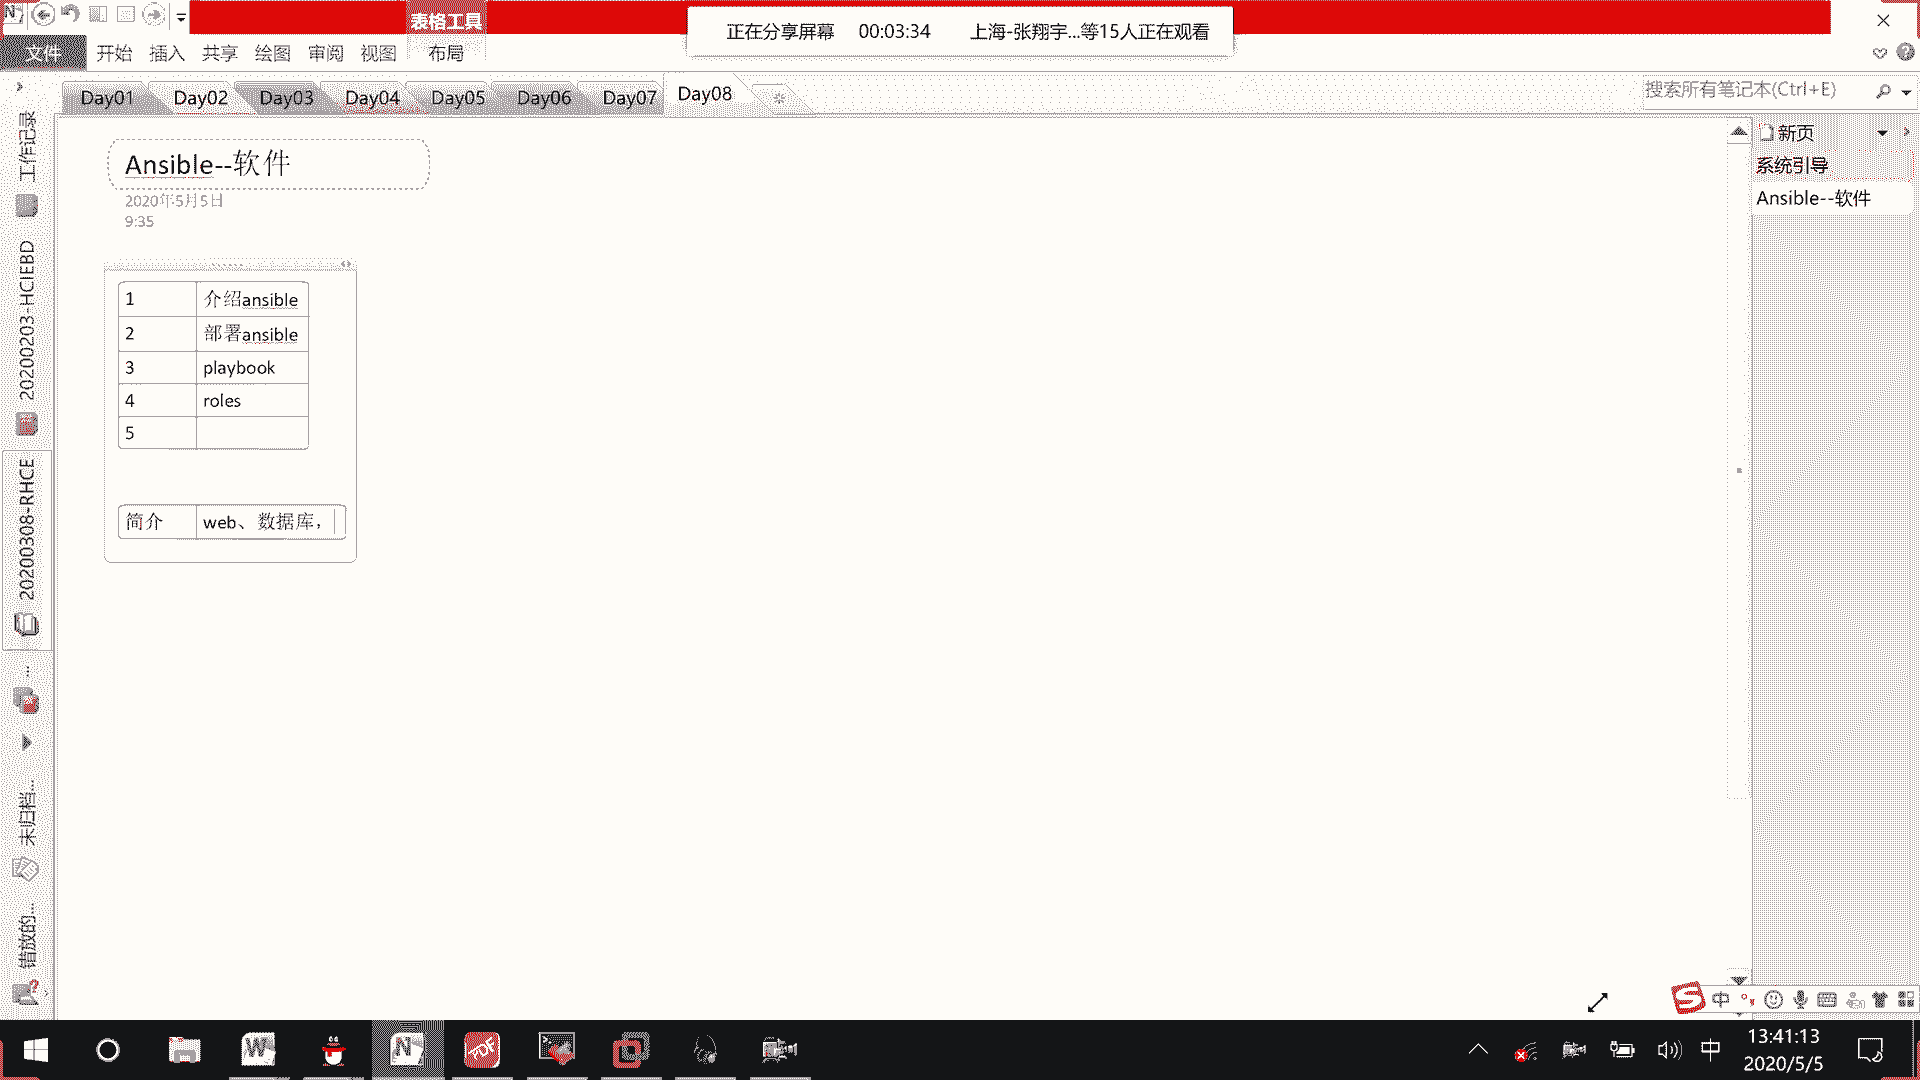 表格工具
正在分享屏幕 00:03:34 上海-张翔宇...等15人正在观看
文件 开始 插入 共享 绘图 审阅 视图 布局
Day01 Day02 Day03 Day04 Day05 Day06 Day07 Day08
搜索所有笔记本(Ctrl+E)
工作记录
20200203-HCIEBD
20200308-RHCE
...
未归档...
错放的...
Ansible--软件
2020年5月5日
9:35
1 介绍ansible
2 部署ansible
3 playbook
4 roles
5
简介 web、数据库，
新页
系统引导
Ansible--软件
中
中
13:41:13
2020/5/5